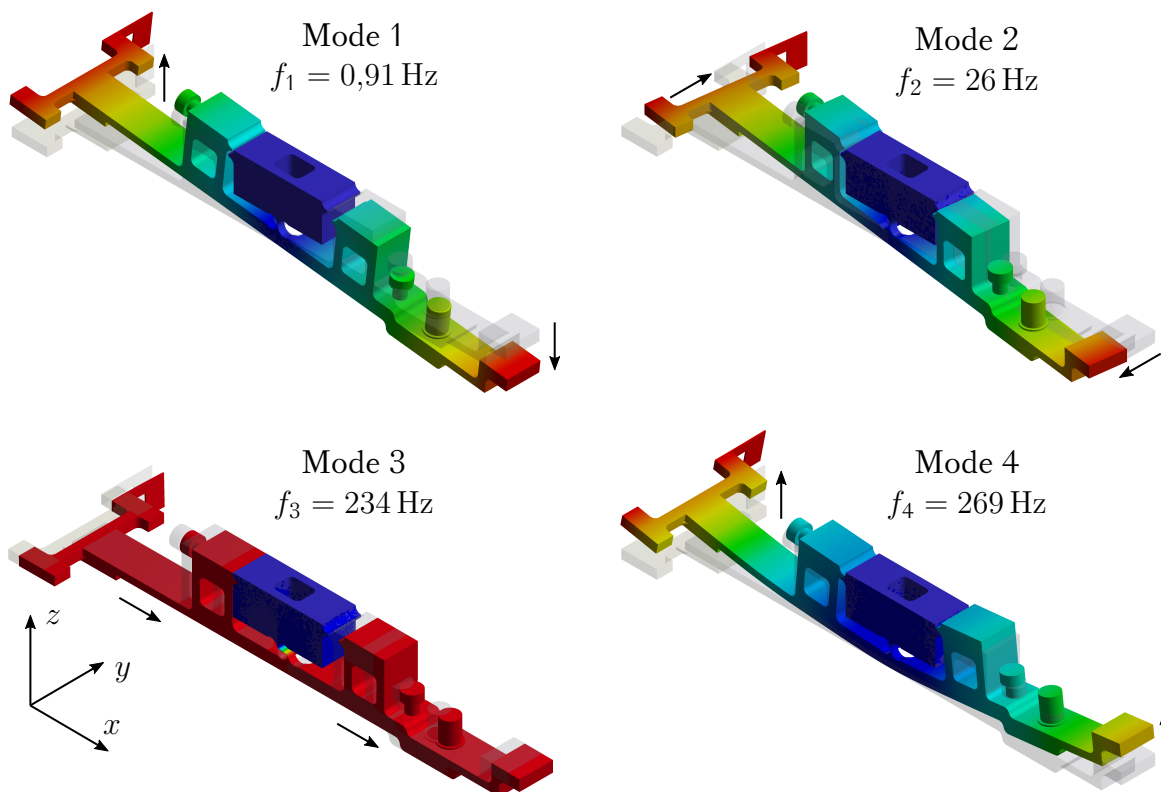 Mode 1
f₁ = 0,91 Hz
Mode 2
f₂ = 26 Hz
Mode 3
f₃ = 234 Hz
Mode 4
f₄ = 269 Hz
z
y
x